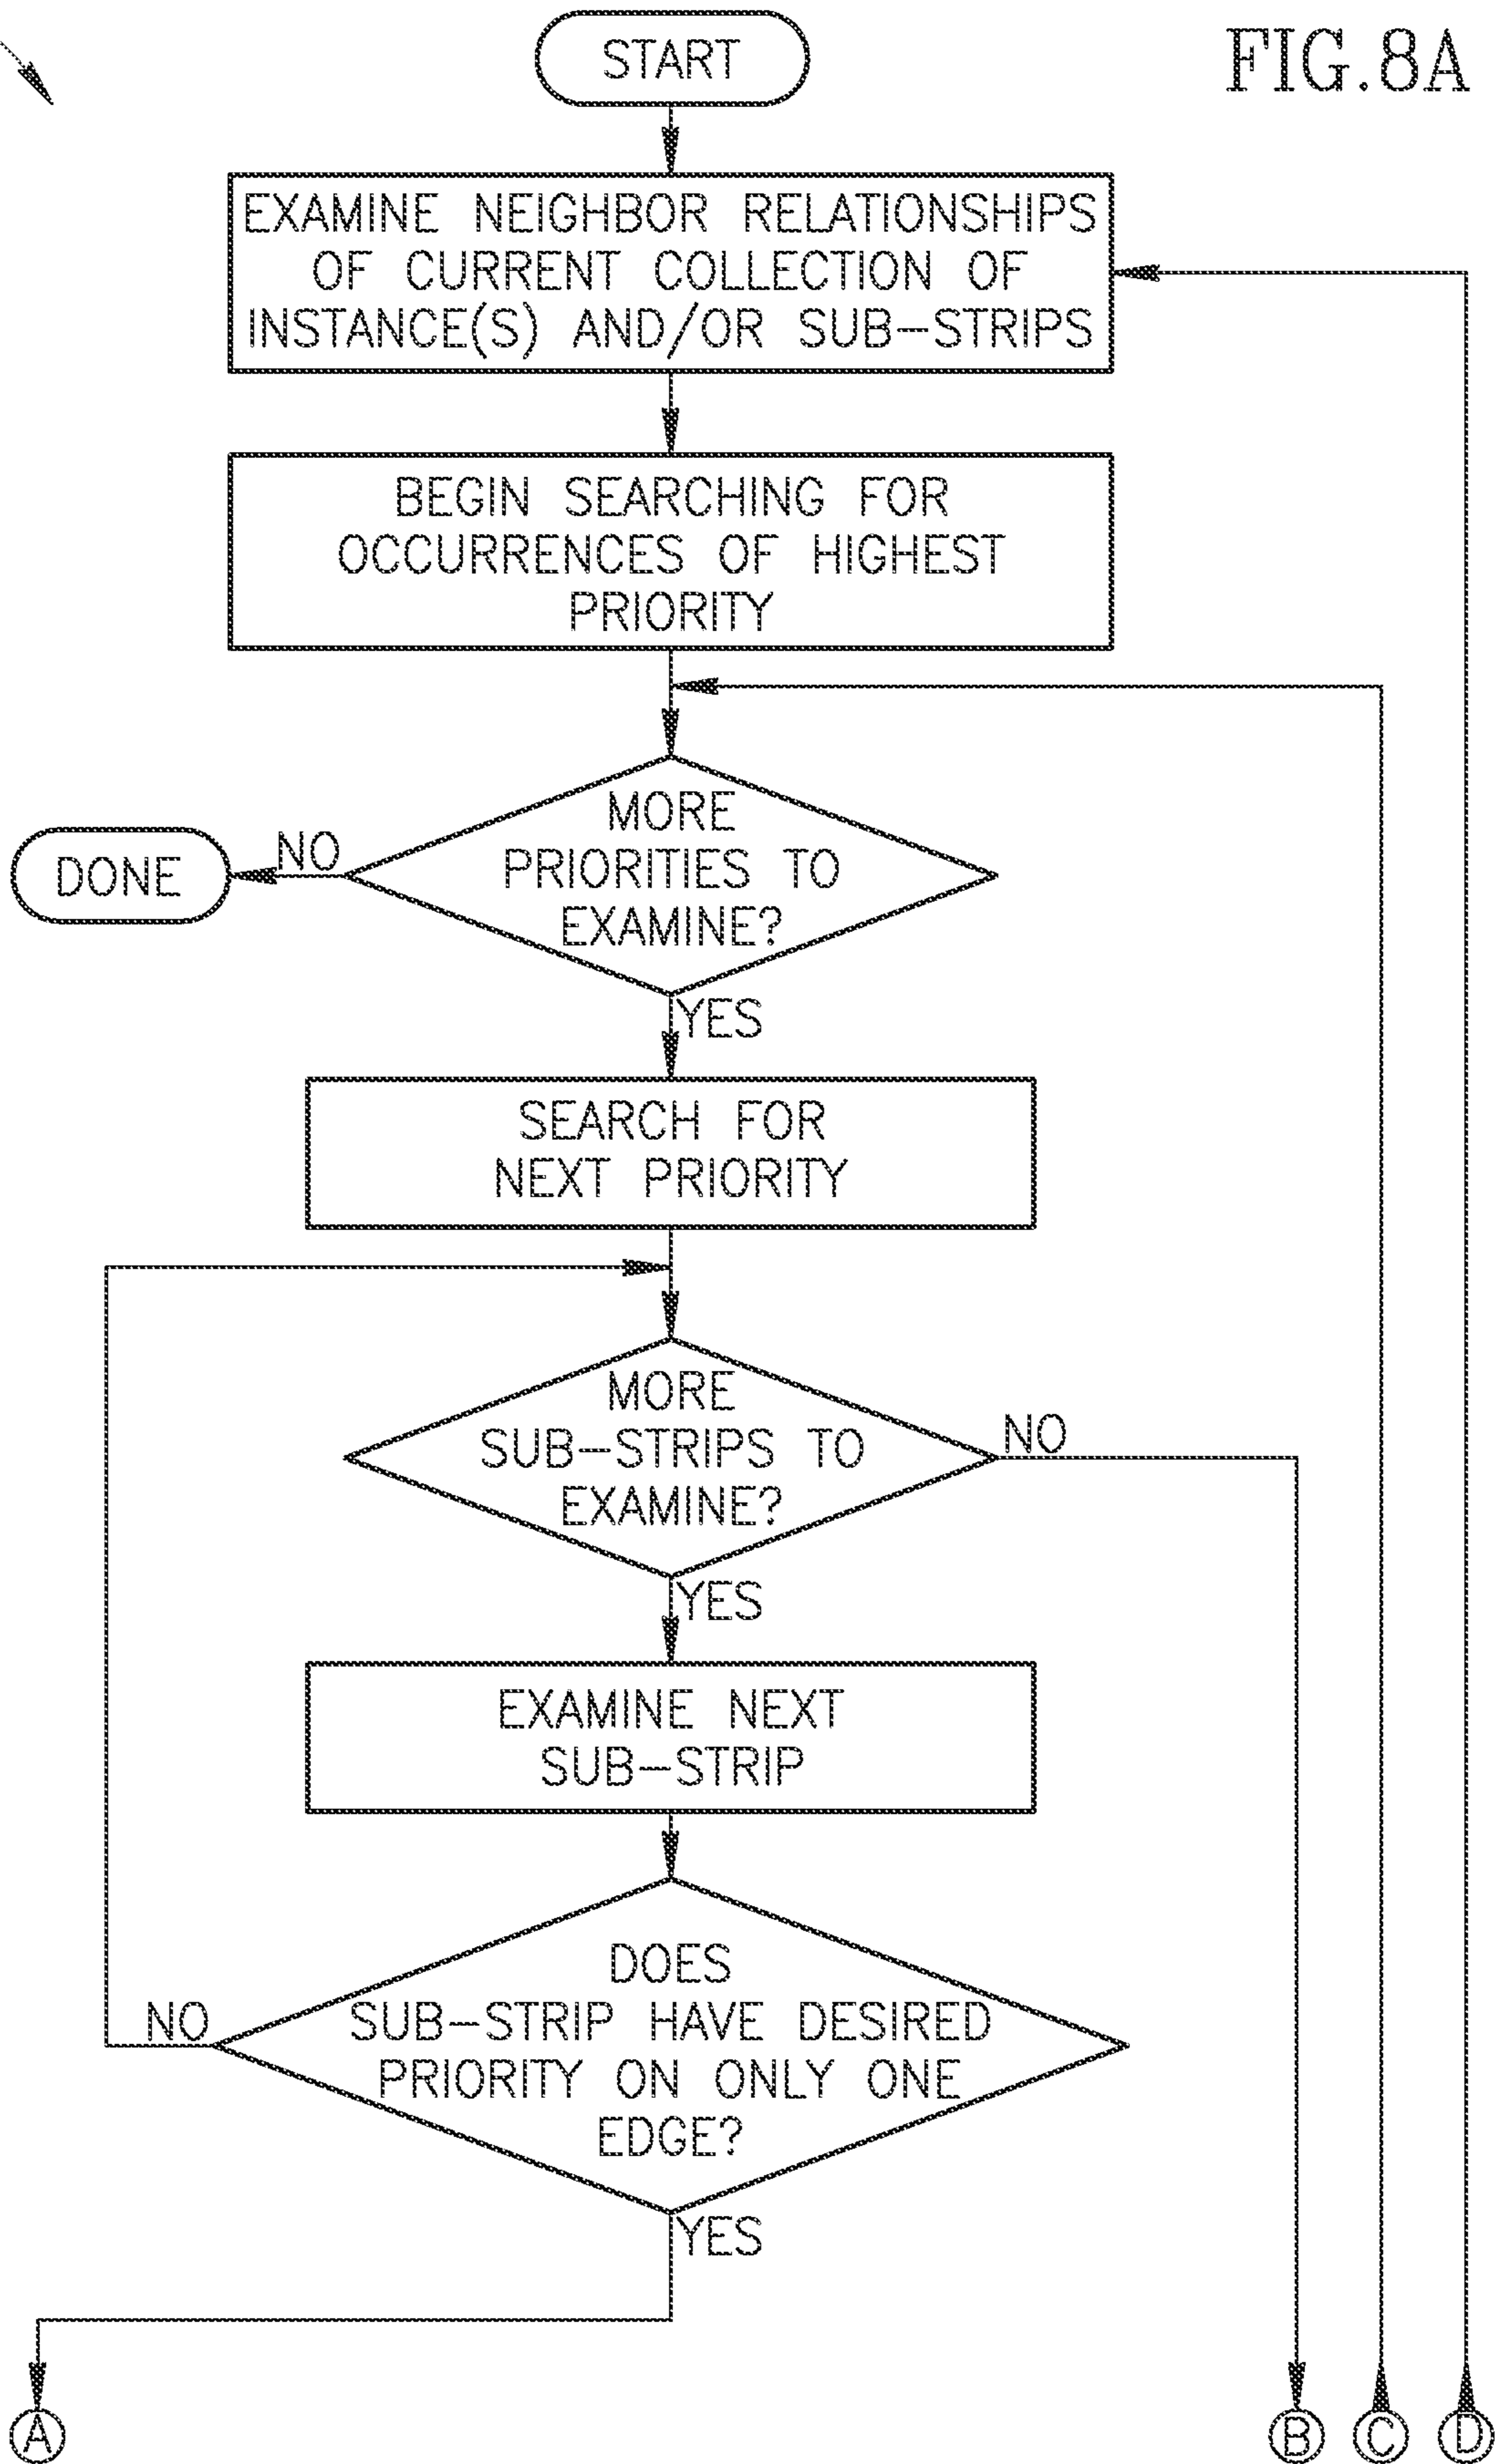 FIG.8A
START
EXAMINE NEIGHBOR RELATIONSHIPS
OF CURRENT COLLECTION OF
INSTANCE(S) AND/OR SUB-STRIPS
BEGIN SEARCHING FOR
OCCURRENCES OF HIGHEST
PRIORITY
MORE
PRIORITIES TO
EXAMINE?
NO
DONE
YES
SEARCH FOR
NEXT PRIORITY
MORE
SUB-STRIPS TO
EXAMINE?
NO
YES
EXAMINE NEXT
SUB-STRIP
DOES
SUB-STRIP HAVE DESIRED
PRIORITY ON ONLY ONE
EDGE?
NO
YES
A
B
C
D